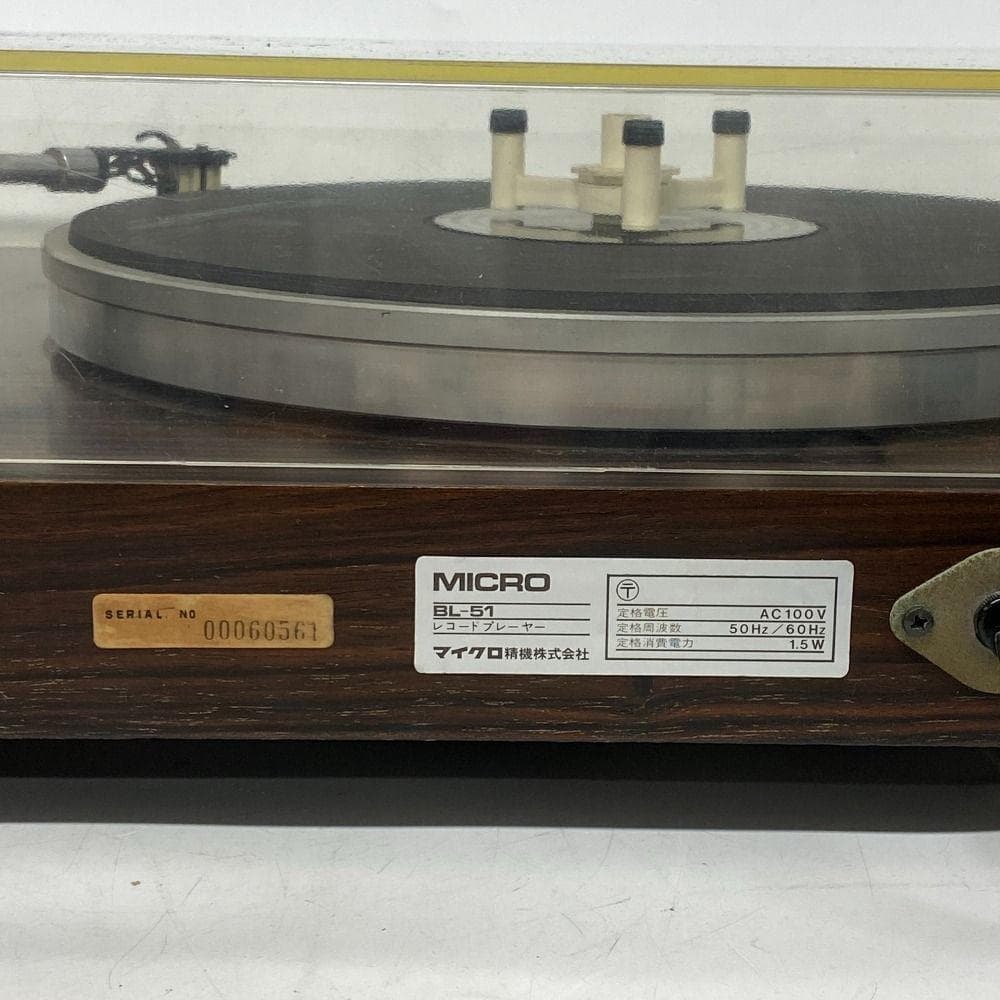 SERIAL NO
00060561
MICRO
BL-51
レコードプレーヤー
マイクロ精機株式会社
〒
定格電圧 AC100V
定格周波数 50Hz/60Hz
定格消費電力 1.5W